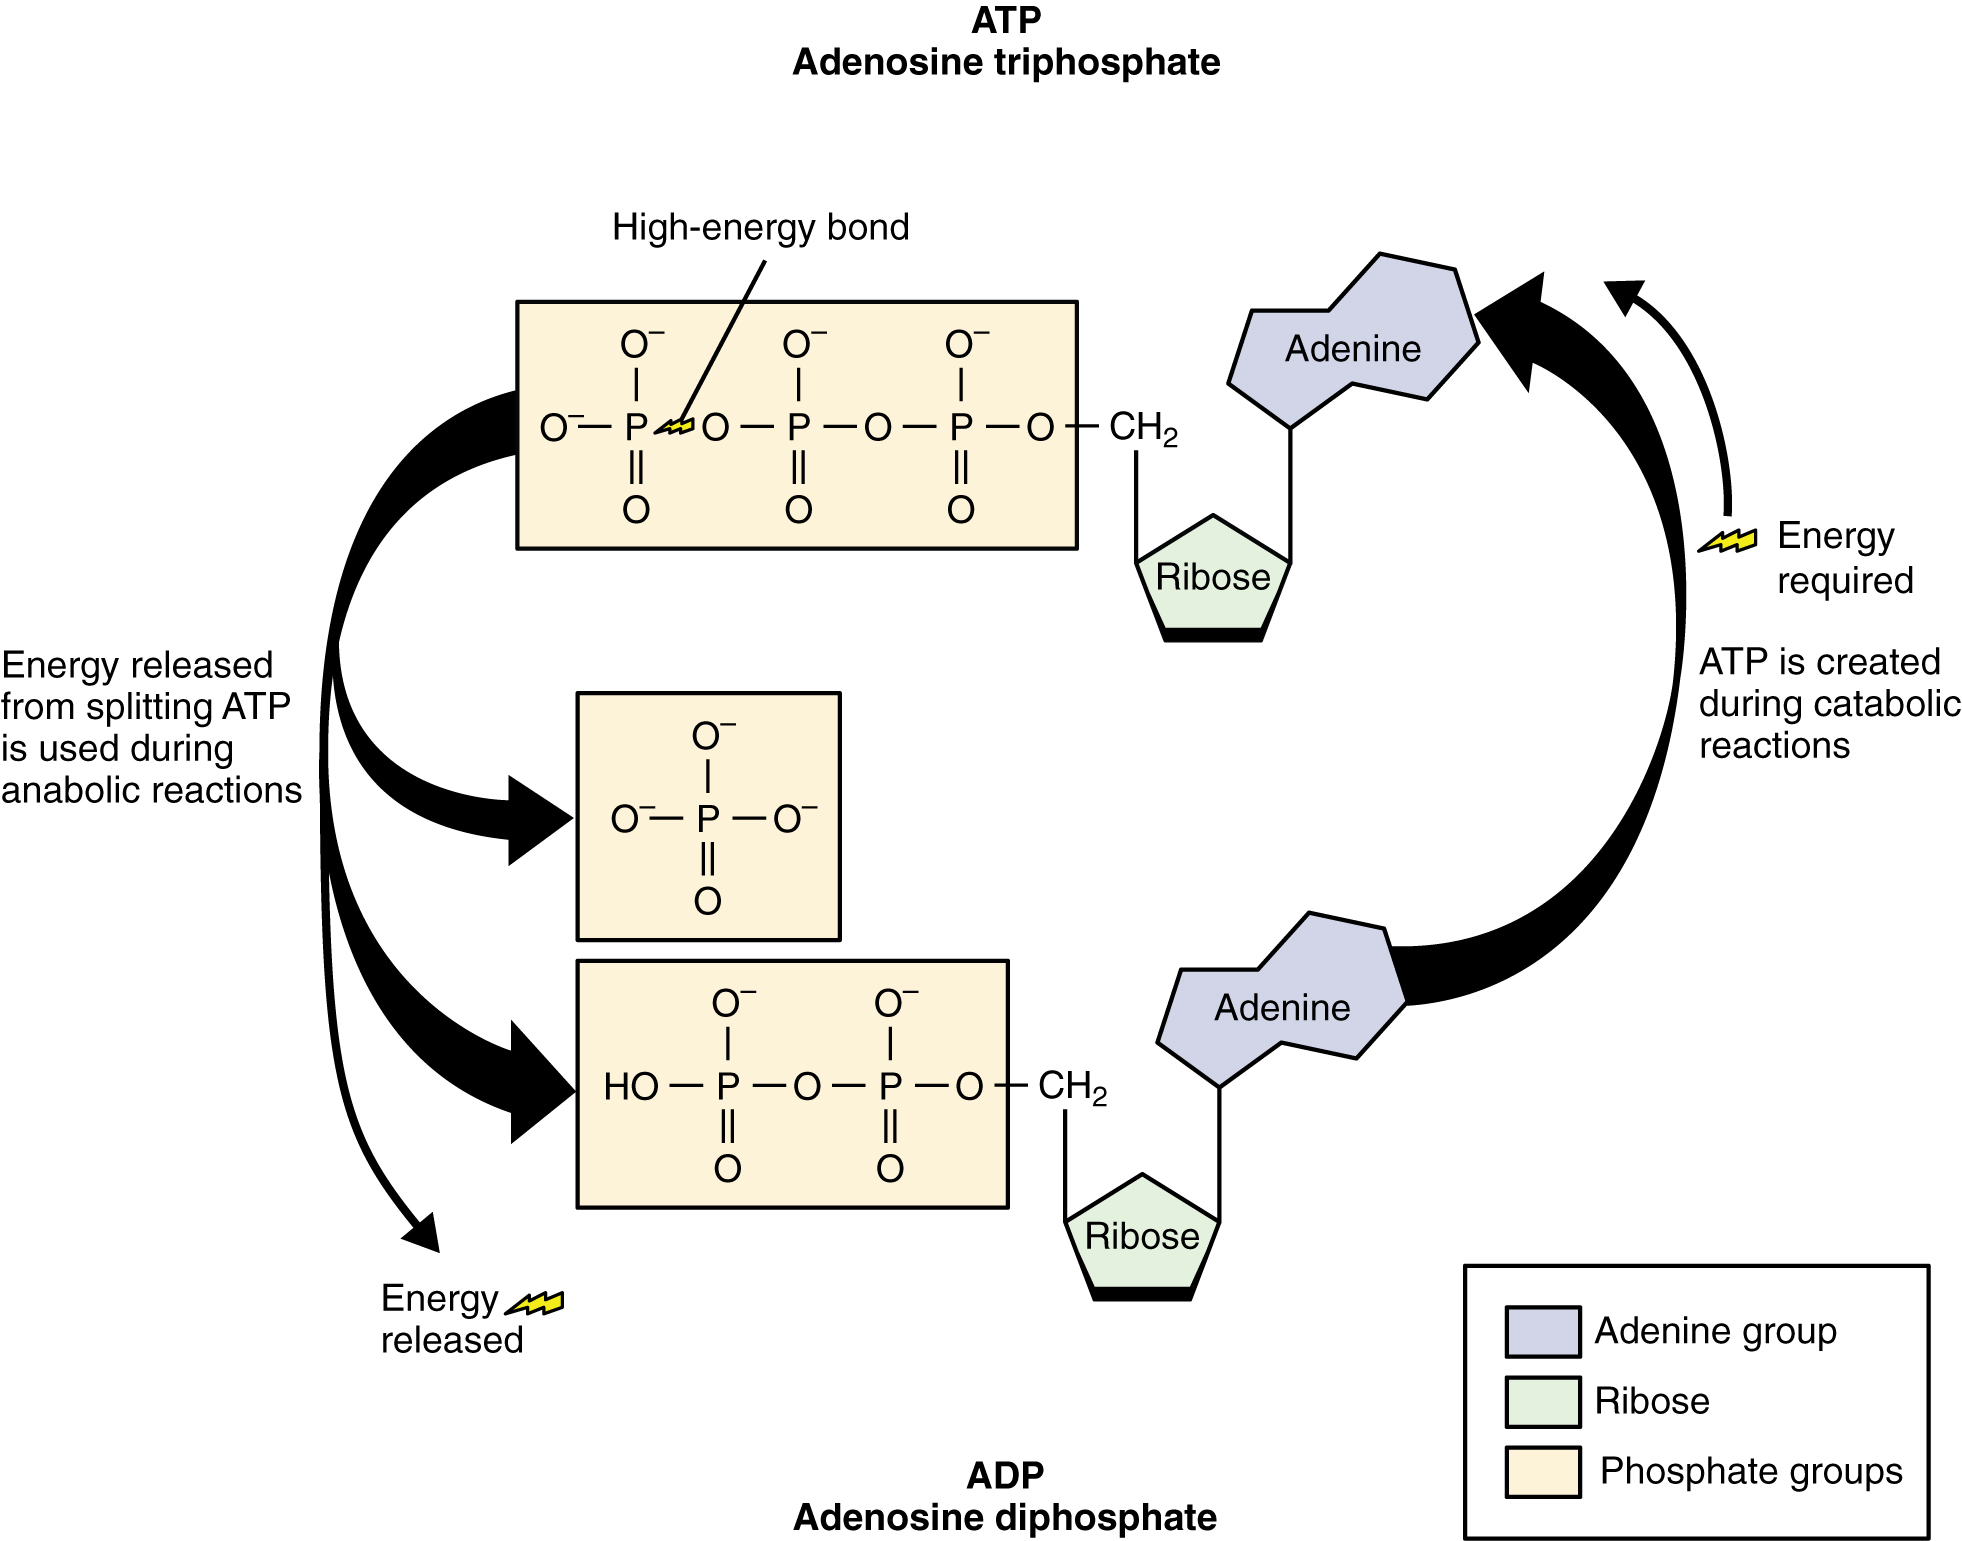 ATP
Adenosine triphosphate
High-energy bond
O⁻ O⁻ O⁻
O⁻ P O P O P O CH₂
O O O
Adenine
Ribose
Energy
required
ATP is created
during catabolic
reactions
Energy released
from splitting ATP
is used during
anabolic reactions
O⁻
O⁻ P O⁻
O
O⁻ O⁻
HO P O P O CH₂
O O
Adenine
Ribose
Energy
released
Adenine group
Ribose
Phosphate groups
ADP
Adenosine diphosphate